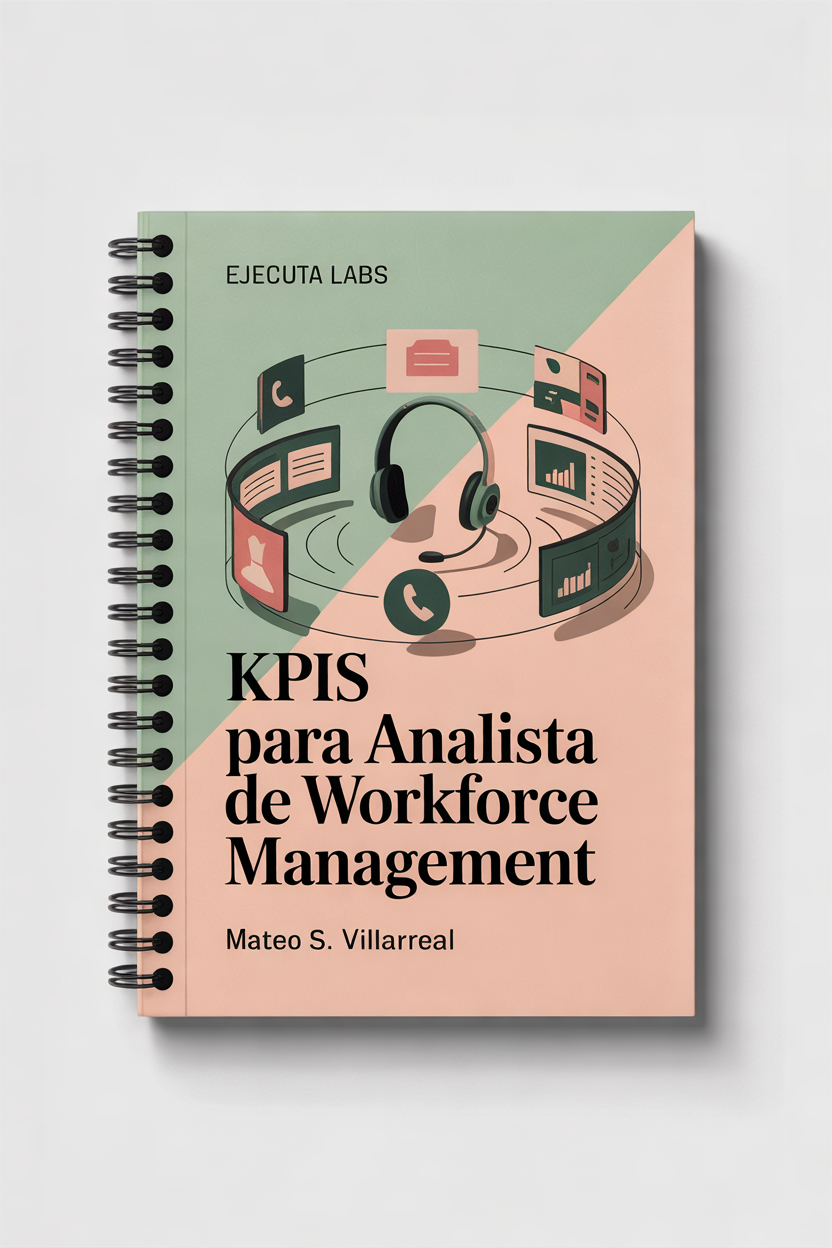 EJECUTA LABS
KPIS
para Analista
de Workforce
Management
Mateo S. Villarreal